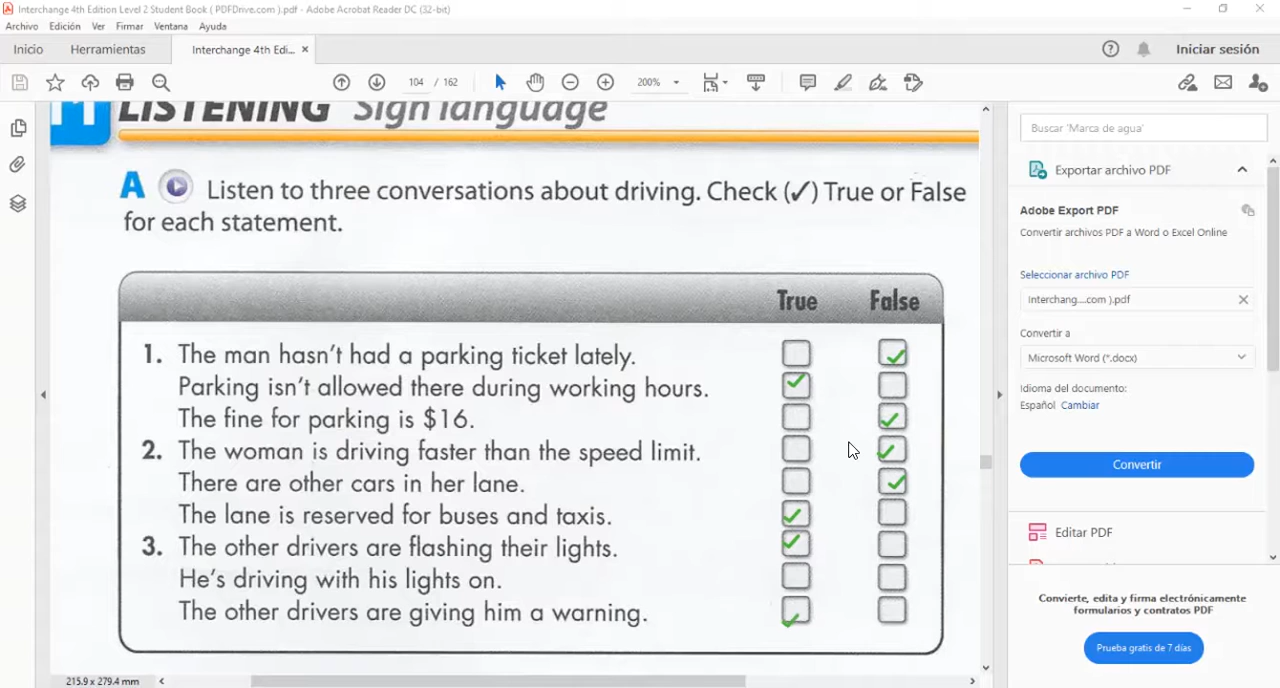 Interchange 4th Edition Level 2 Student Book ( PDFDrive.com ).pdf - Adobe Acrobat Reader DC (32-bit)
Archivo Edición Ver Firmar Ventana Ayuda
Inicio Herramientas Interchange 4th Edi... × Iniciar sesión
104 / 162 200%
LISTENING Sign language
A Listen to three conversations about driving. Check (✓) True or False
for each statement.
True False
1. The man hasn't had a parking ticket lately.
Parking isn't allowed there during working hours.
The fine for parking is $16.
2. The woman is driving faster than the speed limit.
There are other cars in her lane.
The lane is reserved for buses and taxis.
3. The other drivers are flashing their lights.
He's driving with his lights on.
The other drivers are giving him a warning.
215.9 x 279.4 mm
Buscar 'Marca de agua'
Exportar archivo PDF
Adobe Export PDF
Convertir archivos PDF a Word o Excel Online
Seleccionar archivo PDF
Interchang....com ).pdf
Convertir a
Microsoft Word (*.docx)
Idioma del documento:
Español Cambiar
Convertir
Editar PDF
Convierte, edita y firma electrónicamente
formularios y contratos PDF
Prueba gratis de 7 días